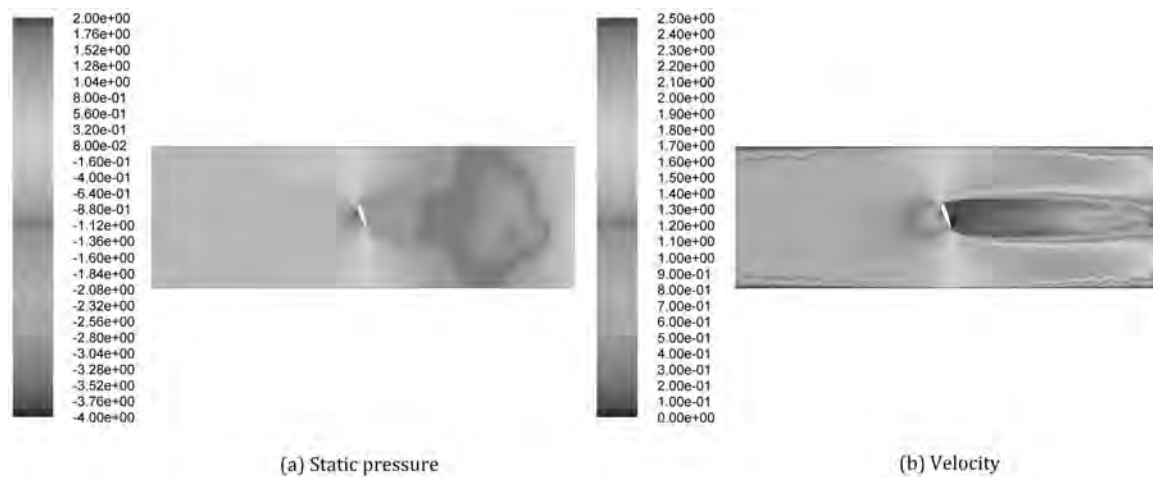 2.00e+00
1.76e+00
1.52e+00
1.28e+00
1.04e+00
8.00e-01
5.60e-01
3.20e-01
8.00e-02
-1.60e-01
-4.00e-01
-6.40e-01
-8.80e-01
-1.12e+00
-1.36e+00
-1.60e+00
-1.84e+00
-2.08e+00
-2.32e+00
-2.56e+00
-2.80e+00
-3.04e+00
-3.28e+00
-3.52e+00
-3.76e+00
-4.00e+00
(a) Static pressure
2.50e+00
2.40e+00
2.30e+00
2.20e+00
2.10e+00
2.00e+00
1.90e+00
1.80e+00
1.70e+00
1.60e+00
1.50e+00
1.40e+00
1.30e+00
1.20e+00
1.10e+00
1.00e+00
9.00e-01
8.00e-01
7.00e-01
6.00e-01
5.00e-01
4.00e-01
3.00e-01
2.00e-01
1.00e-01
0.00e+00
(b) Velocity